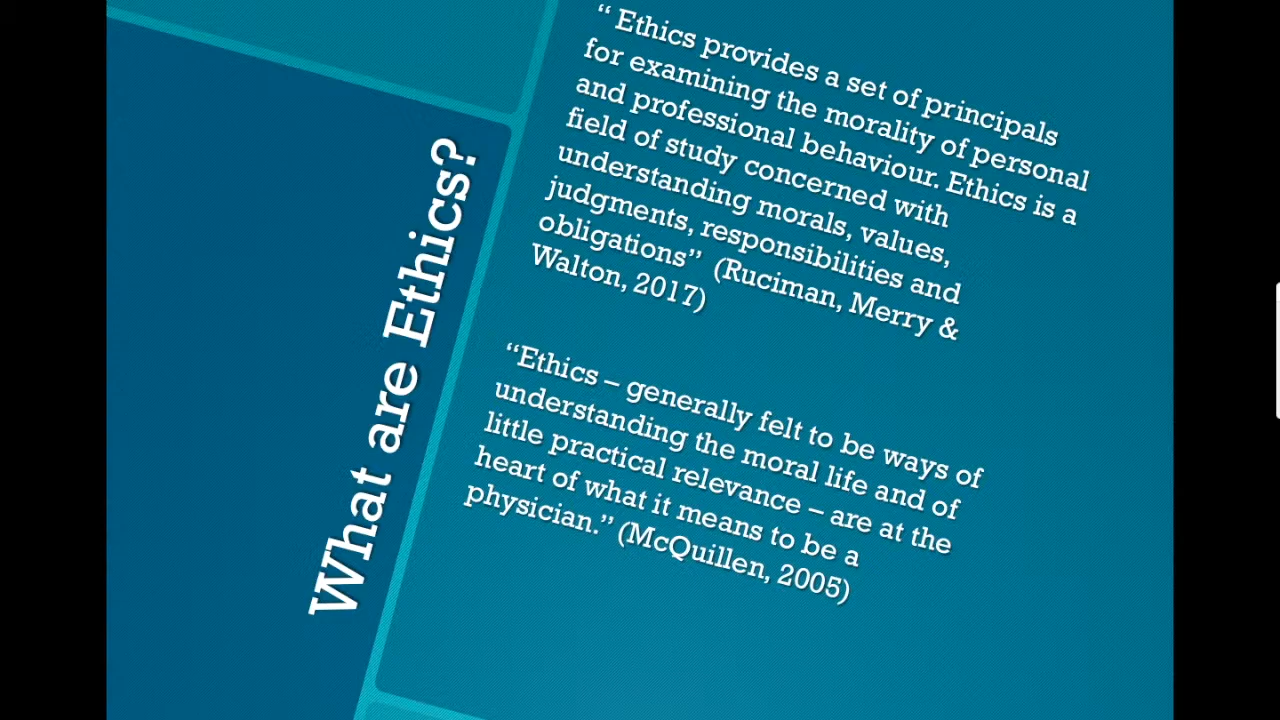 What are Ethics?
“ Ethics provides a set of principals
for examining the morality of personal
and professional behaviour. Ethics is a
field of study concerned with
understanding morals, values,
judgments, responsibilities and
obligations” (Ruciman, Merry &
Walton, 2017)
“Ethics – generally felt to be ways of
understanding the moral life and of
little practical relevance – are at the
heart of what it means to be a
physician.” (McQuillen, 2005)